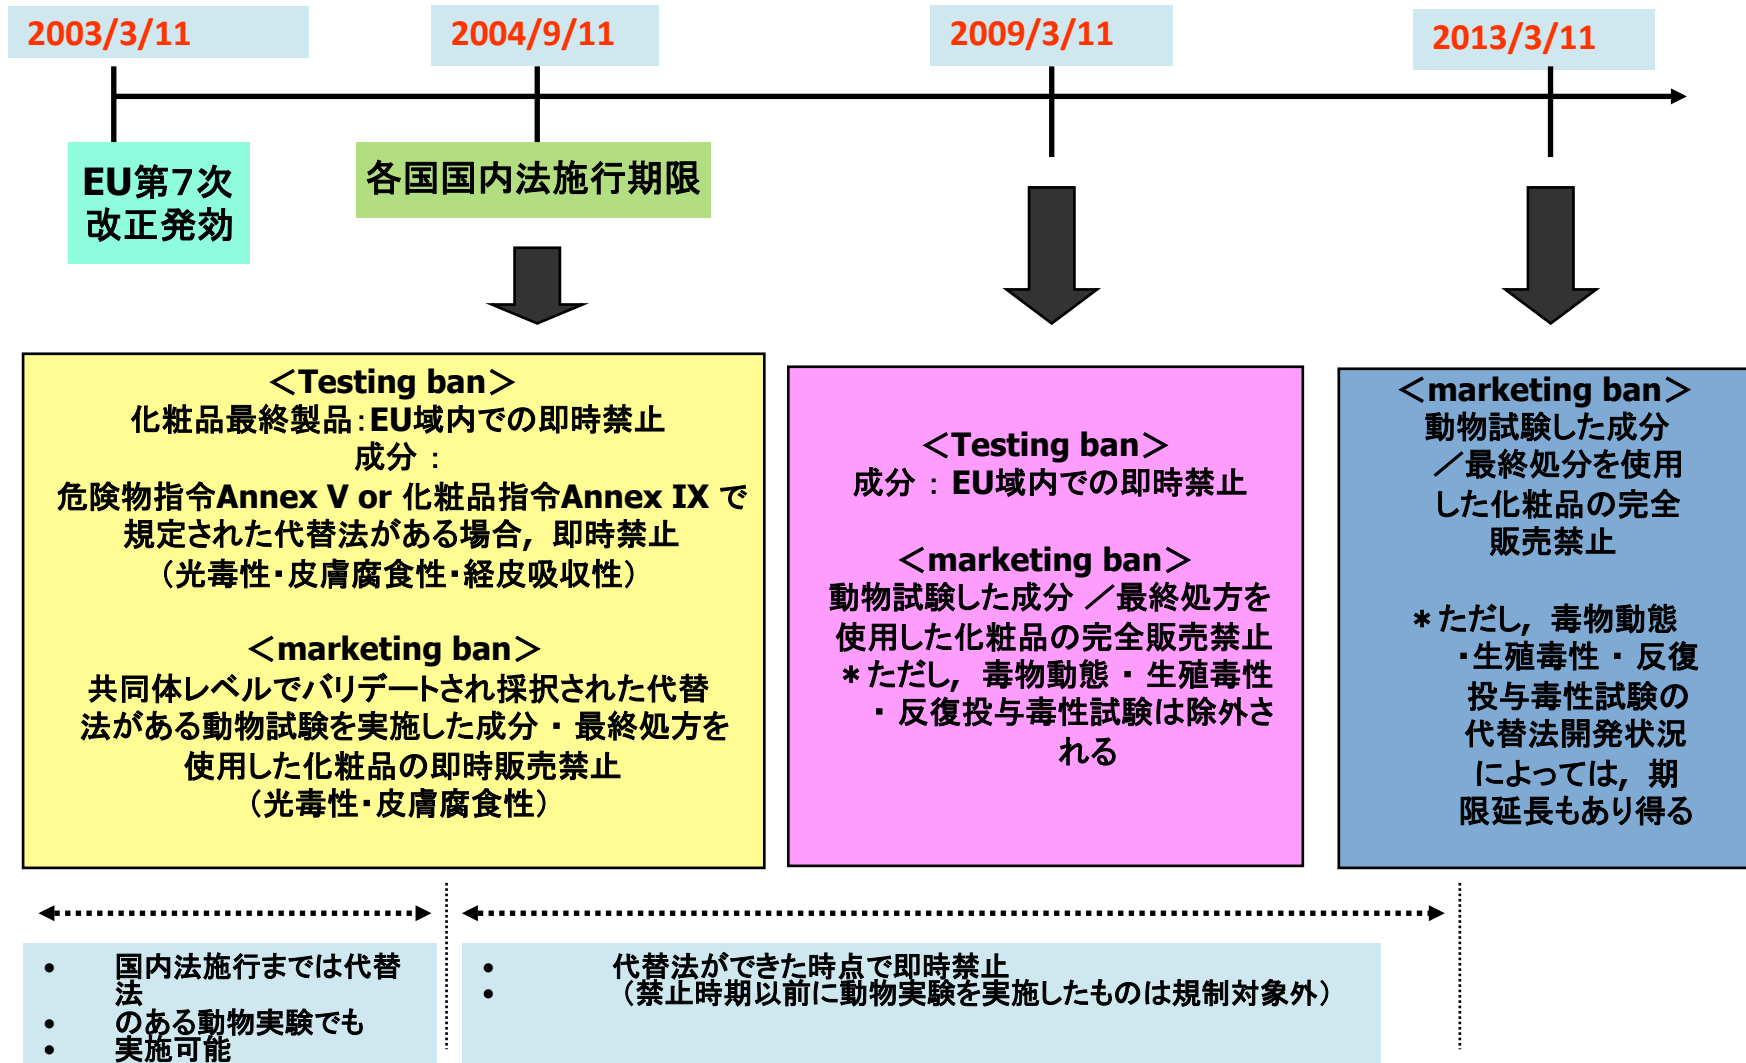 2003/3/11
2004/9/11
2009/3/11
2013/3/11
EU第7次
改正発効
各国国内法施行期限
＜Testing ban＞
化粧品最終製品：EU域内での即時禁止
成分 ：
危険物指令Annex V or 化粧品指令Annex IX で
規定された代替法がある場合，即時禁止
（光毒性・皮膚腐食性・経皮吸収性）
＜marketing ban＞
共同体レベルでバリデートされ採択された代替
法がある動物試験を実施した成分 ・ 最終処方を
使用した化粧品の即時販売禁止
（光毒性・皮膚腐食性）
＜Testing ban＞
成分 ： EU域内での即時禁止
＜marketing ban＞
動物試験した成分 ／最終処方を
使用した化粧品の完全販売禁止
＊ただし，毒物動態 ・ 生殖毒性
・ 反復投与毒性試験は除外さ
れる
＜marketing ban＞
動物試験した成分
／最終処分を使用
した化粧品の完全
販売禁止
＊ただし，毒物動態
・生殖毒性 ・ 反復
投与毒性試験の
代替法開発状況
によっては，期
限延長もあり得る
• 国内法施行までは代替
法
• のある動物実験でも
• 実施可能
• 代替法ができた時点で即時禁止
• （禁止時期以前に動物実験を実施したものは規制対象外）